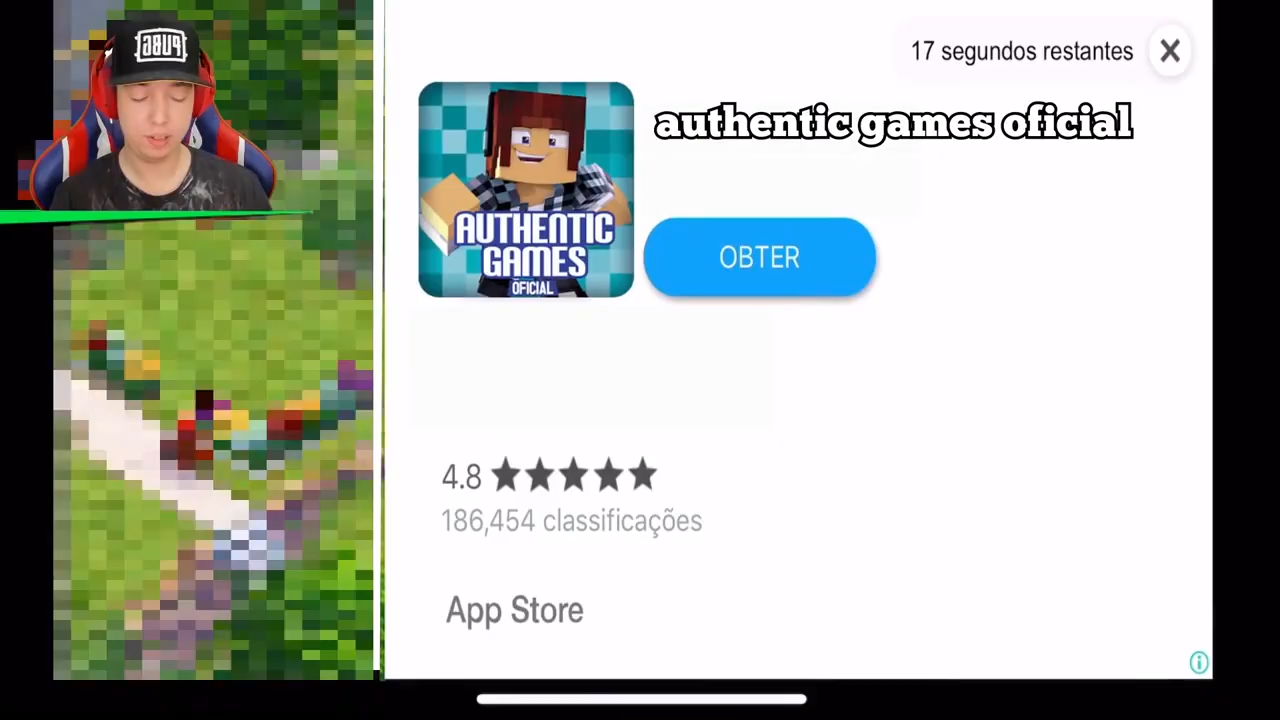 17 segundos restantes
authentic games oficial
AUTHENTIC
GAMES
OFICIAL
OBTER
4.8
186,454 classificações
App Store